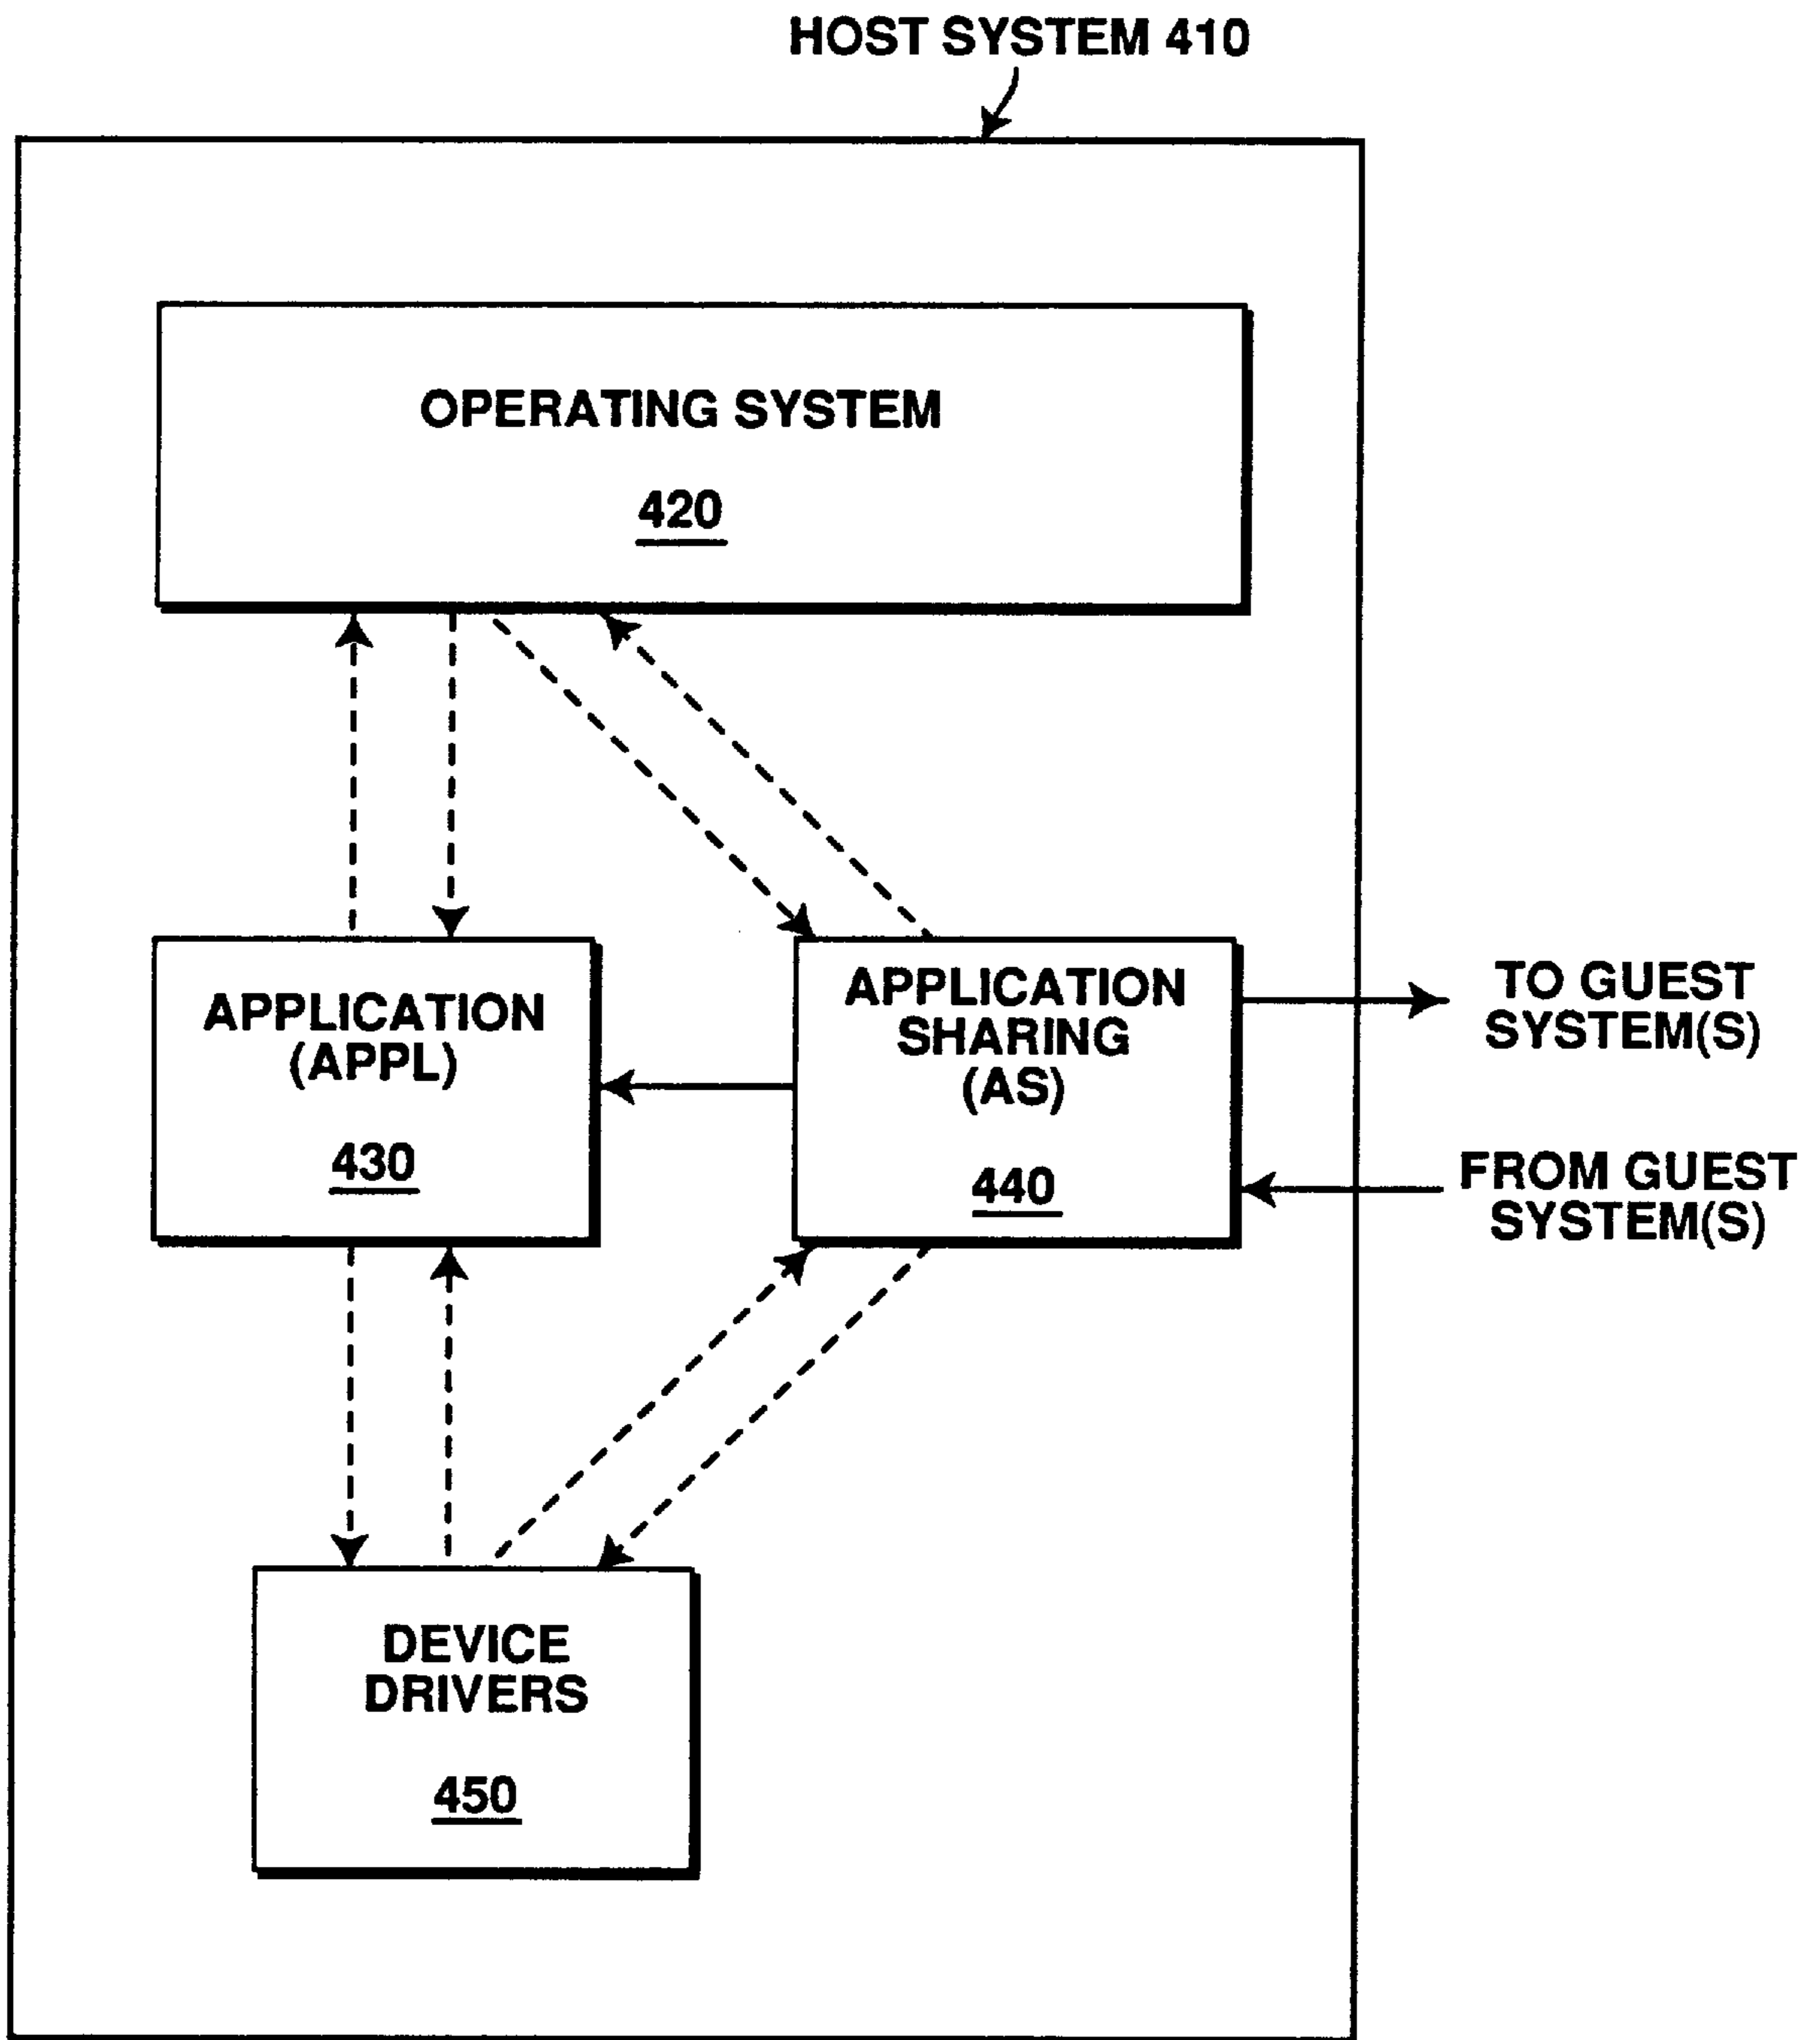 HOST SYSTEM 410
OPERATING SYSTEM
420
APPLICATION
(APPL)
430
APPLICATION
SHARING
(AS)
440
TO GUEST
SYSTEM(S)
FROM GUEST
SYSTEM(S)
DEVICE
DRIVERS
450